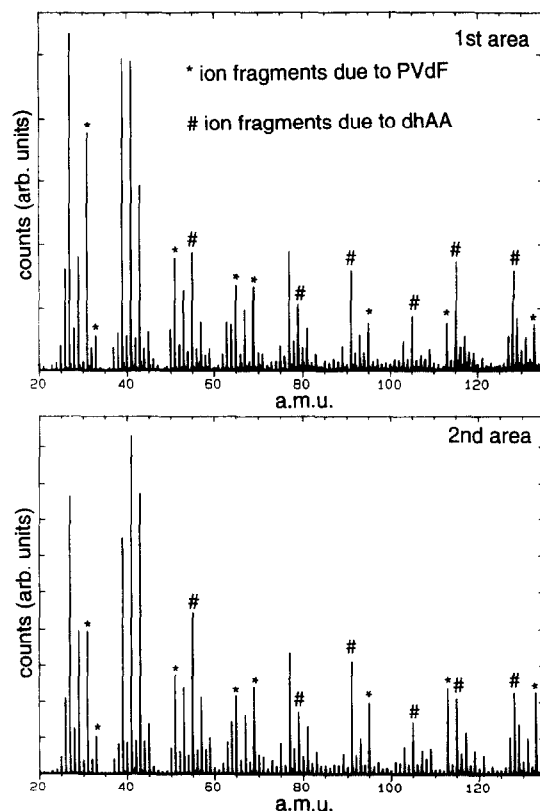 1st area
* ion fragments due to PVdF
# ion fragments due to dhAA
counts (arb. units)
* * * # * * # # * # * # # *
20 40 60 80 100 120
a.m.u.
2nd area
counts (arb. units)
* * * # * * # # * # * # # *
20 40 60 80 100 120
a.m.u.